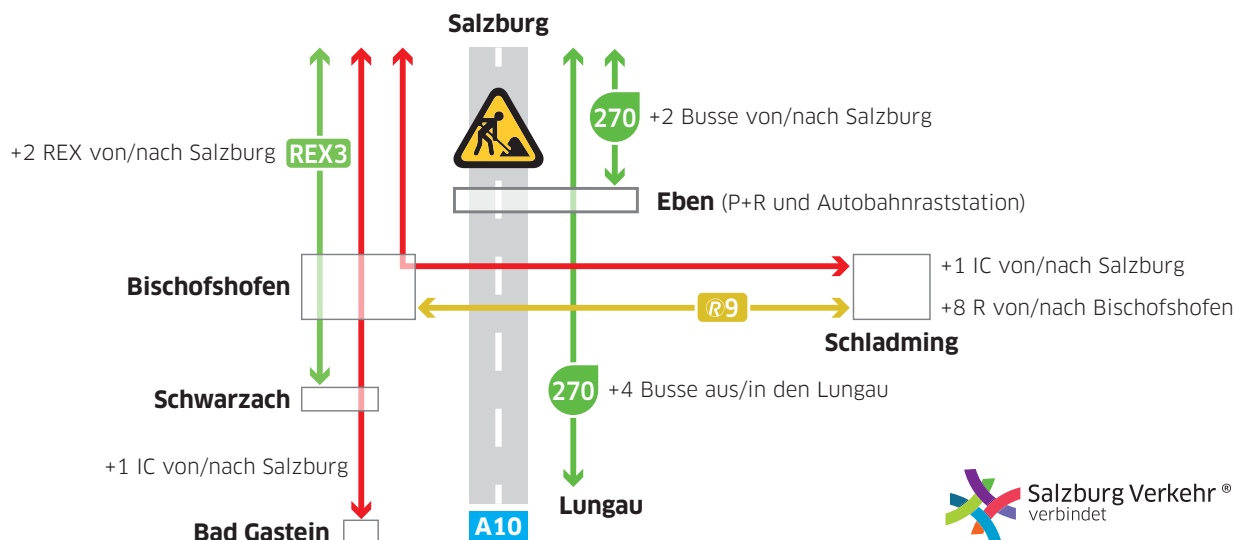 Salzburg
270
+2 Busse von/nach Salzburg
+2 REX von/nach Salzburg
REX3
Eben (P+R und Autobahnraststation)
Bischofshofen
+1 IC von/nach Salzburg
R9
+8 R von/nach Bischofshofen
Schladming
Schwarzach
270
+4 Busse aus/in den Lungau
+1 IC von/nach Salzburg
Lungau
Bad Gastein
A10
Salzburg Verkehr ®
verbindet